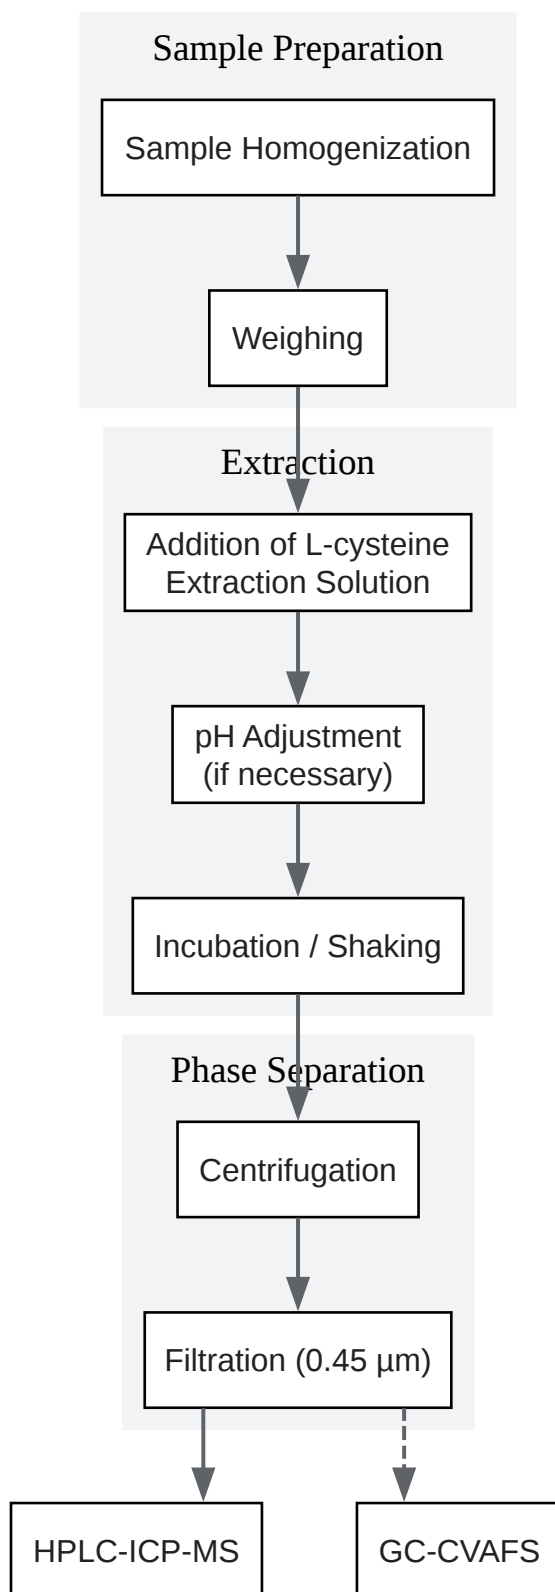 Sample Preparation
Sample Homogenization
Weighing
Extraction
Addition of L-cysteine
Extraction Solution
pH Adjustment
(if necessary)
Incubation / Shaking
Phase Separation
Centrifugation
Filtration (0.45 µm)
HPLC-ICP-MS
GC-CVAFS